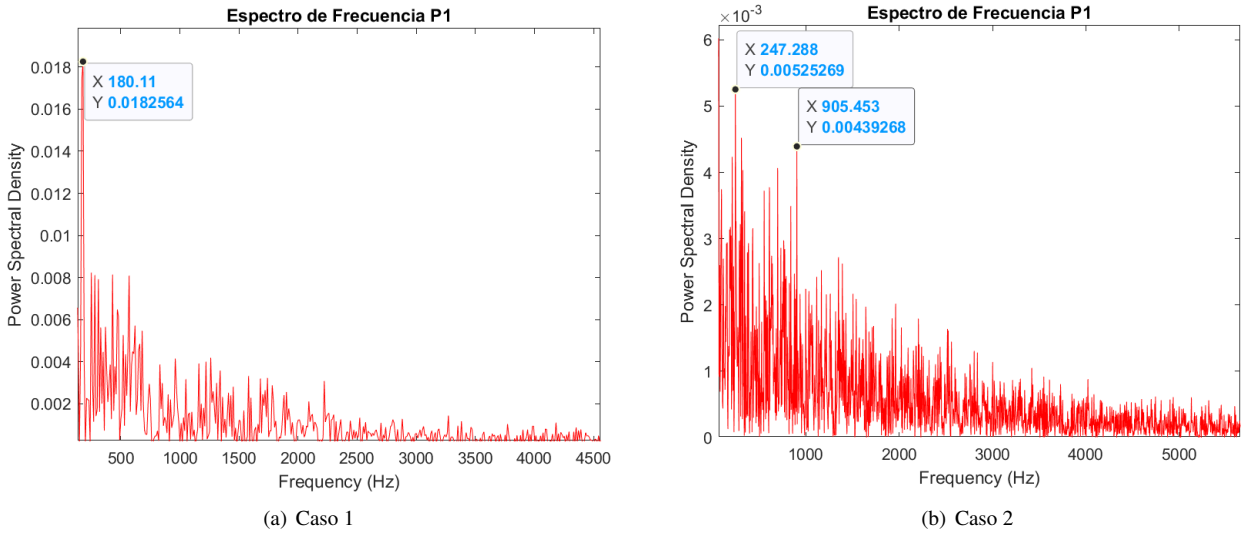 Espectro de Frecuencia P1
0.018
0.016
0.014
0.012
0.01
0.008
0.006
0.004
0.002
Power Spectral Density
X 180.11
Y 0.0182564
500 1000 1500 2000 2500 3000 3500 4000 4500
Frequency (Hz)
(a) Caso 1
Espectro de Frecuencia P1
×10⁻³
6
5
4
3
2
1
0
Power Spectral Density
X 247.288
Y 0.00525269
X 905.453
Y 0.00439268
1000 2000 3000 4000 5000
Frequency (Hz)
(b) Caso 2